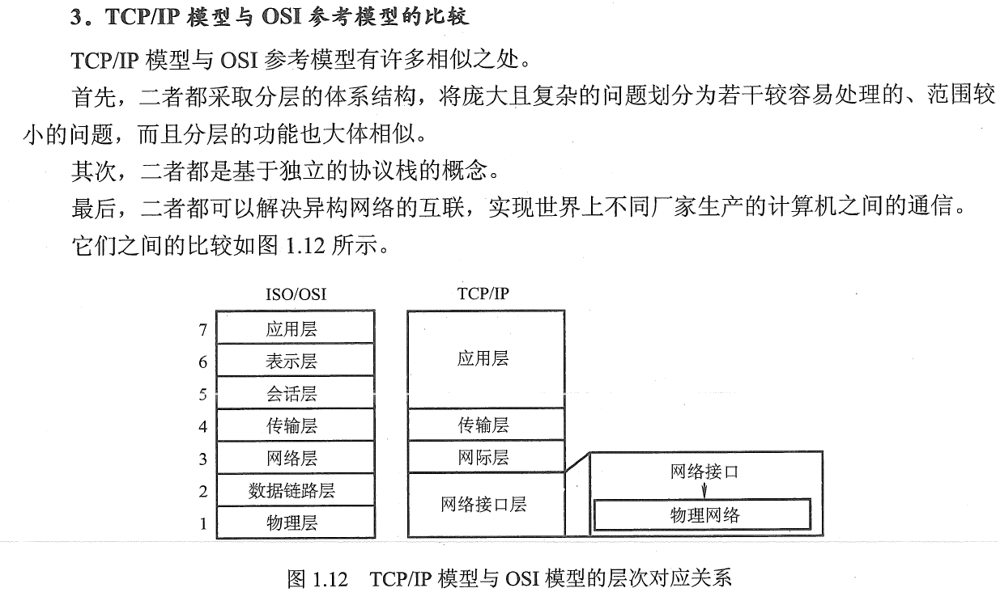 3．TCP/IP 模型与 OSI 参考模型的比较
TCP/IP 模型与 OSI 参考模型有许多相似之处。
首先，二者都采取分层的体系结构，将庞大且复杂的问题划分为若干较容易处理的、范围较
小的问题，而且分层的功能也大体相似。
其次，二者都是基于独立的协议栈的概念。
最后，二者都可以解决异构网络的互联，实现世界上不同厂家生产的计算机之间的通信。
它们之间的比较如图 1.12 所示。
ISO/OSI
TCP/IP
7 应用层
6 表示层
5 会话层
4 传输层
3 网络层
2 数据链路层
1 物理层
应用层
传输层
网际层
网络接口层
网络接口
物理网络
图 1.12 TCP/IP 模型与 OSI 模型的层次对应关系